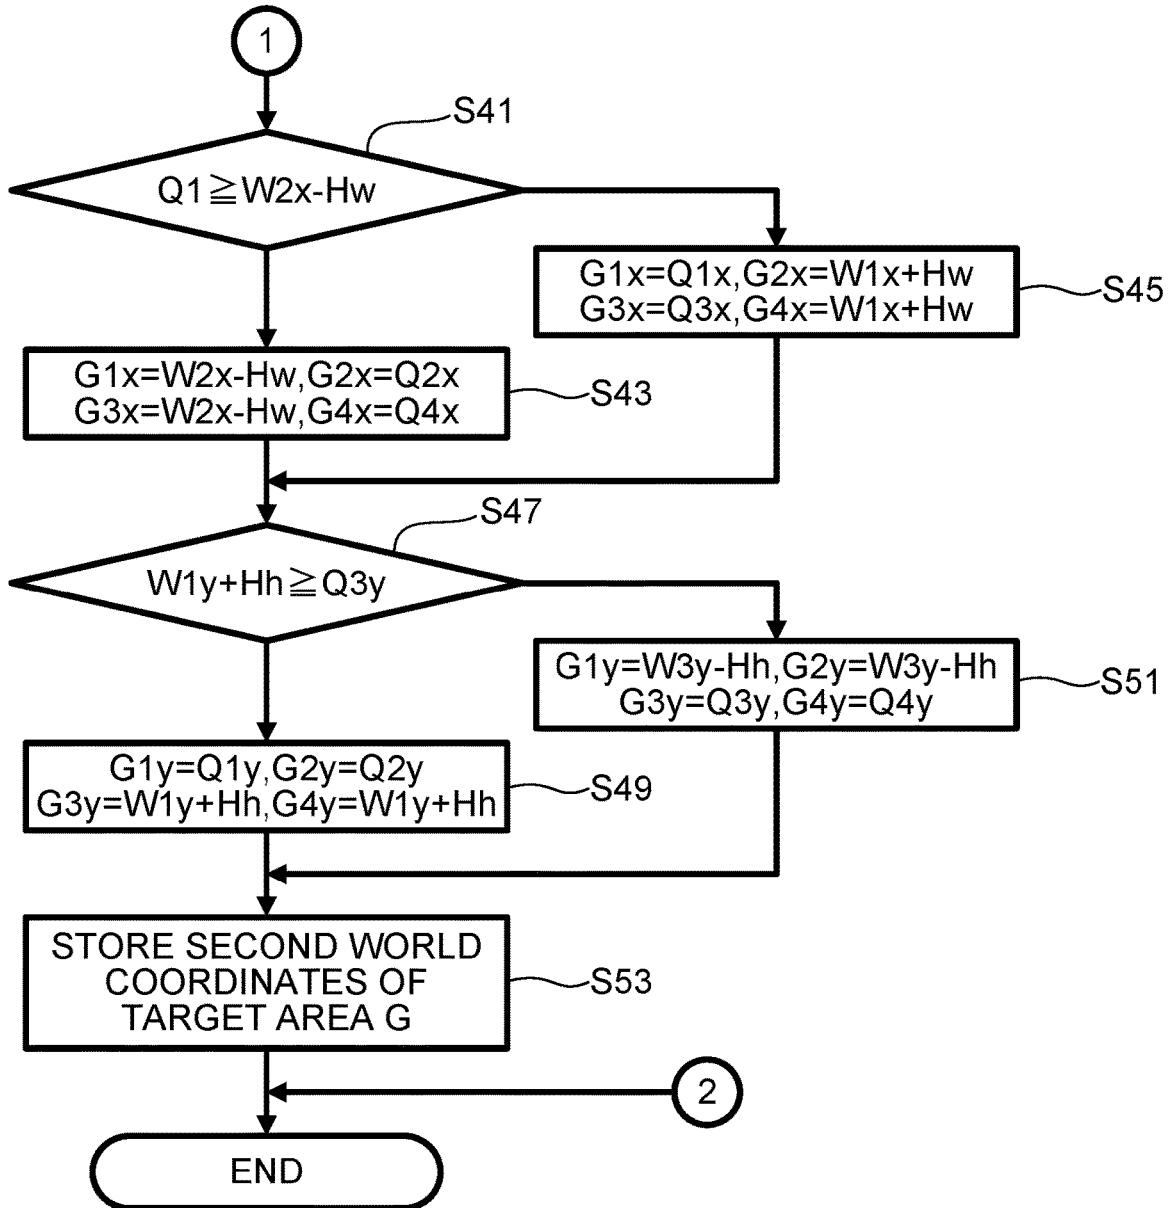 1
S41
Q1≧W2x-Hw
G1x=Q1x,G2x=W1x+Hw
G3x=Q3x,G4x=W1x+Hw
S45
G1x=W2x-Hw,G2x=Q2x
G3x=W2x-Hw,G4x=Q4x
S43
S47
W1y+Hh≧Q3y
G1y=W3y-Hh,G2y=W3y-Hh
G3y=Q3y,G4y=Q4y
S51
G1y=Q1y,G2y=Q2y
G3y=W1y+Hh,G4y=W1y+Hh
S49
STORE SECOND WORLD
COORDINATES OF
TARGET AREA G
S53
2
END